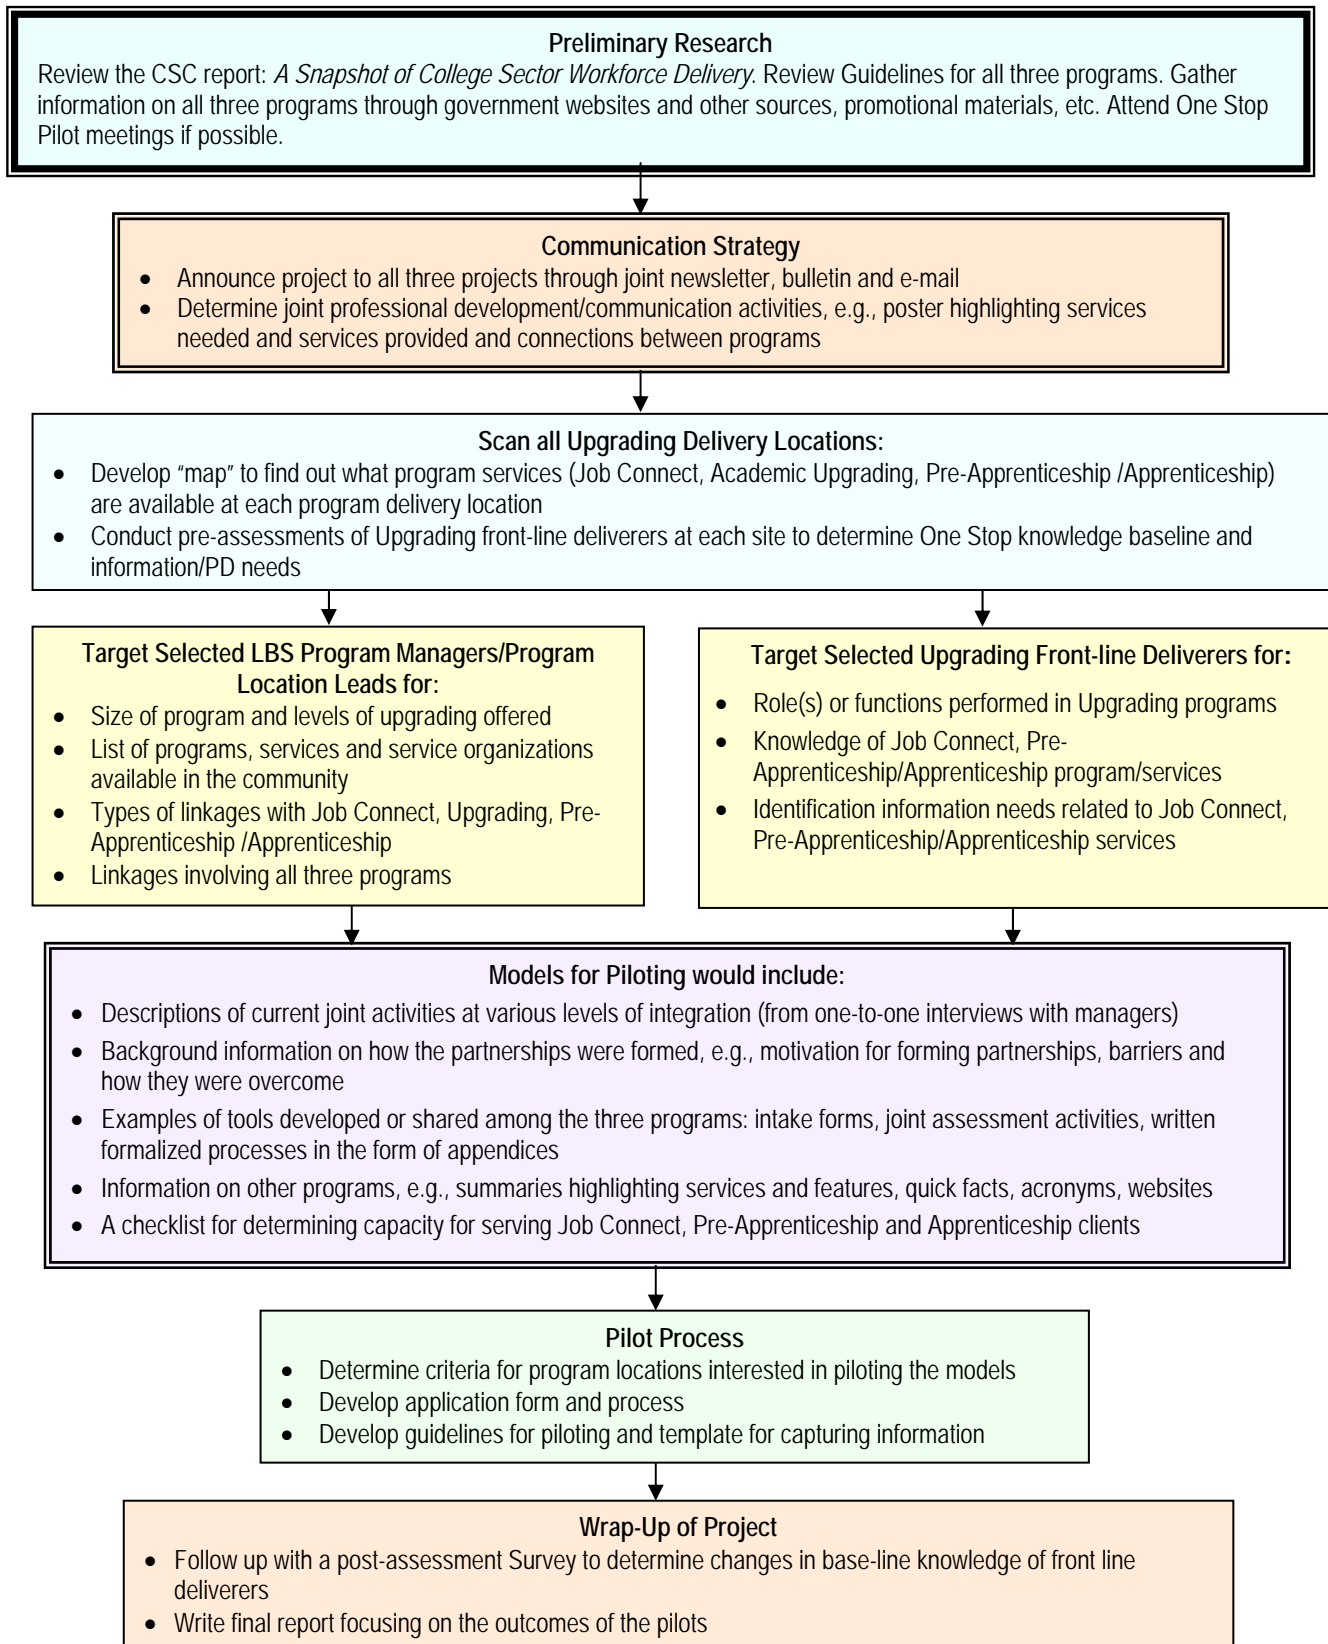 Preliminary Research
Review the CSC report: A Snapshot of College Sector Workforce Delivery. Review Guidelines for all three programs. Gather
information on all three programs through government websites and other sources, promotional materials, etc. Attend One Stop
Pilot meetings if possible.
Communication Strategy
• Announce project to all three projects through joint newsletter, bulletin and e-mail
• Determine joint professional development/communication activities, e.g., poster highlighting services
needed and services provided and connections between programs
Scan all Upgrading Delivery Locations:
• Develop “map” to find out what program services (Job Connect, Academic Upgrading, Pre-Apprenticeship /Apprenticeship)
are available at each program delivery location
• Conduct pre-assessments of Upgrading front-line deliverers at each site to determine One Stop knowledge baseline and
information/PD needs
Target Selected LBS Program Managers/Program
Location Leads for:
• Size of program and levels of upgrading offered
• List of programs, services and service organizations
available in the community
• Types of linkages with Job Connect, Upgrading, Pre-
Apprenticeship /Apprenticeship
• Linkages involving all three programs
Target Selected Upgrading Front-line Deliverers for:
• Role(s) or functions performed in Upgrading programs
• Knowledge of Job Connect, Pre-
Apprenticeship/Apprenticeship program/services
• Identification information needs related to Job Connect,
Pre-Apprenticeship/Apprenticeship services
Models for Piloting would include:
• Descriptions of current joint activities at various levels of integration (from one-to-one interviews with managers)
• Background information on how the partnerships were formed, e.g., motivation for forming partnerships, barriers and
how they were overcome
• Examples of tools developed or shared among the three programs: intake forms, joint assessment activities, written
formalized processes in the form of appendices
• Information on other programs, e.g., summaries highlighting services and features, quick facts, acronyms, websites
• A checklist for determining capacity for serving Job Connect, Pre-Apprenticeship and Apprenticeship clients
Pilot Process
• Determine criteria for program locations interested in piloting the models
• Develop application form and process
• Develop guidelines for piloting and template for capturing information
Wrap-Up of Project
• Follow up with a post-assessment Survey to determine changes in base-line knowledge of front line
deliverers
• Write final report focusing on the outcomes of the pilots